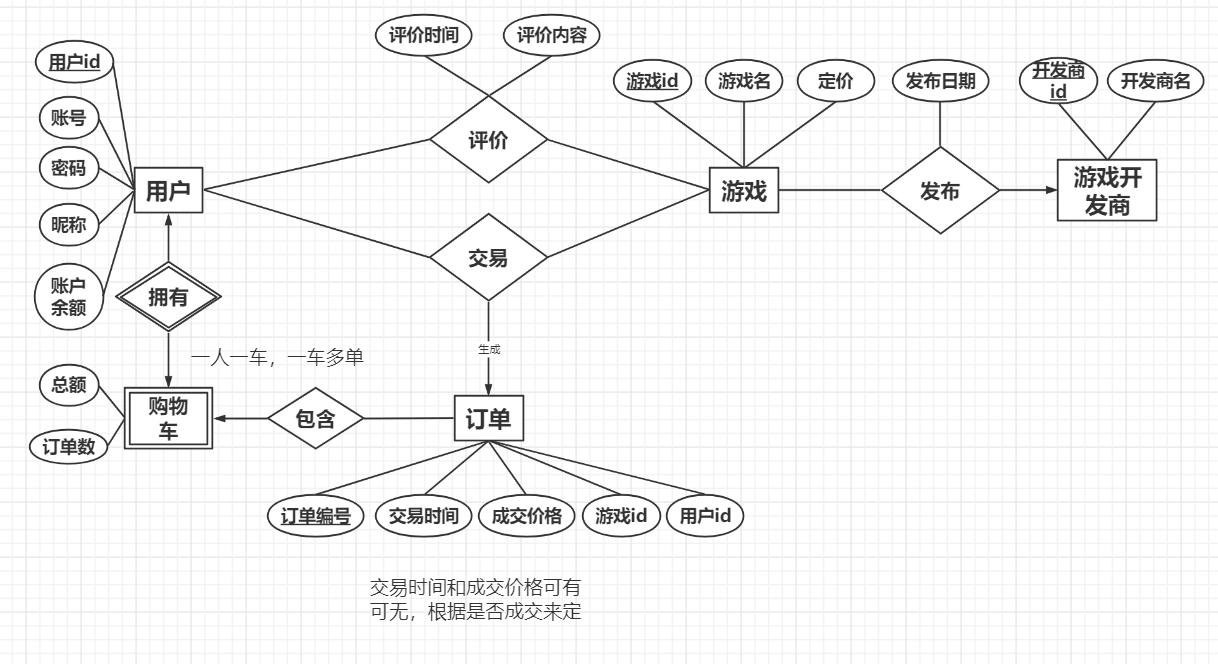 评价时间
评价内容
用户id
游戏id
游戏名
定价
发布日期
开发商
id
开发商名
账号
密码
评价
用户
游戏
发布
游戏开
发商
昵称
交易
账户
余额
拥有
生成
一人一车，一车多单
总额
购物
车
包含
订单
订单数
订单编号
交易时间
成交价格
游戏id
用户id
交易时间和成交价格可有
可无，根据是否成交来定